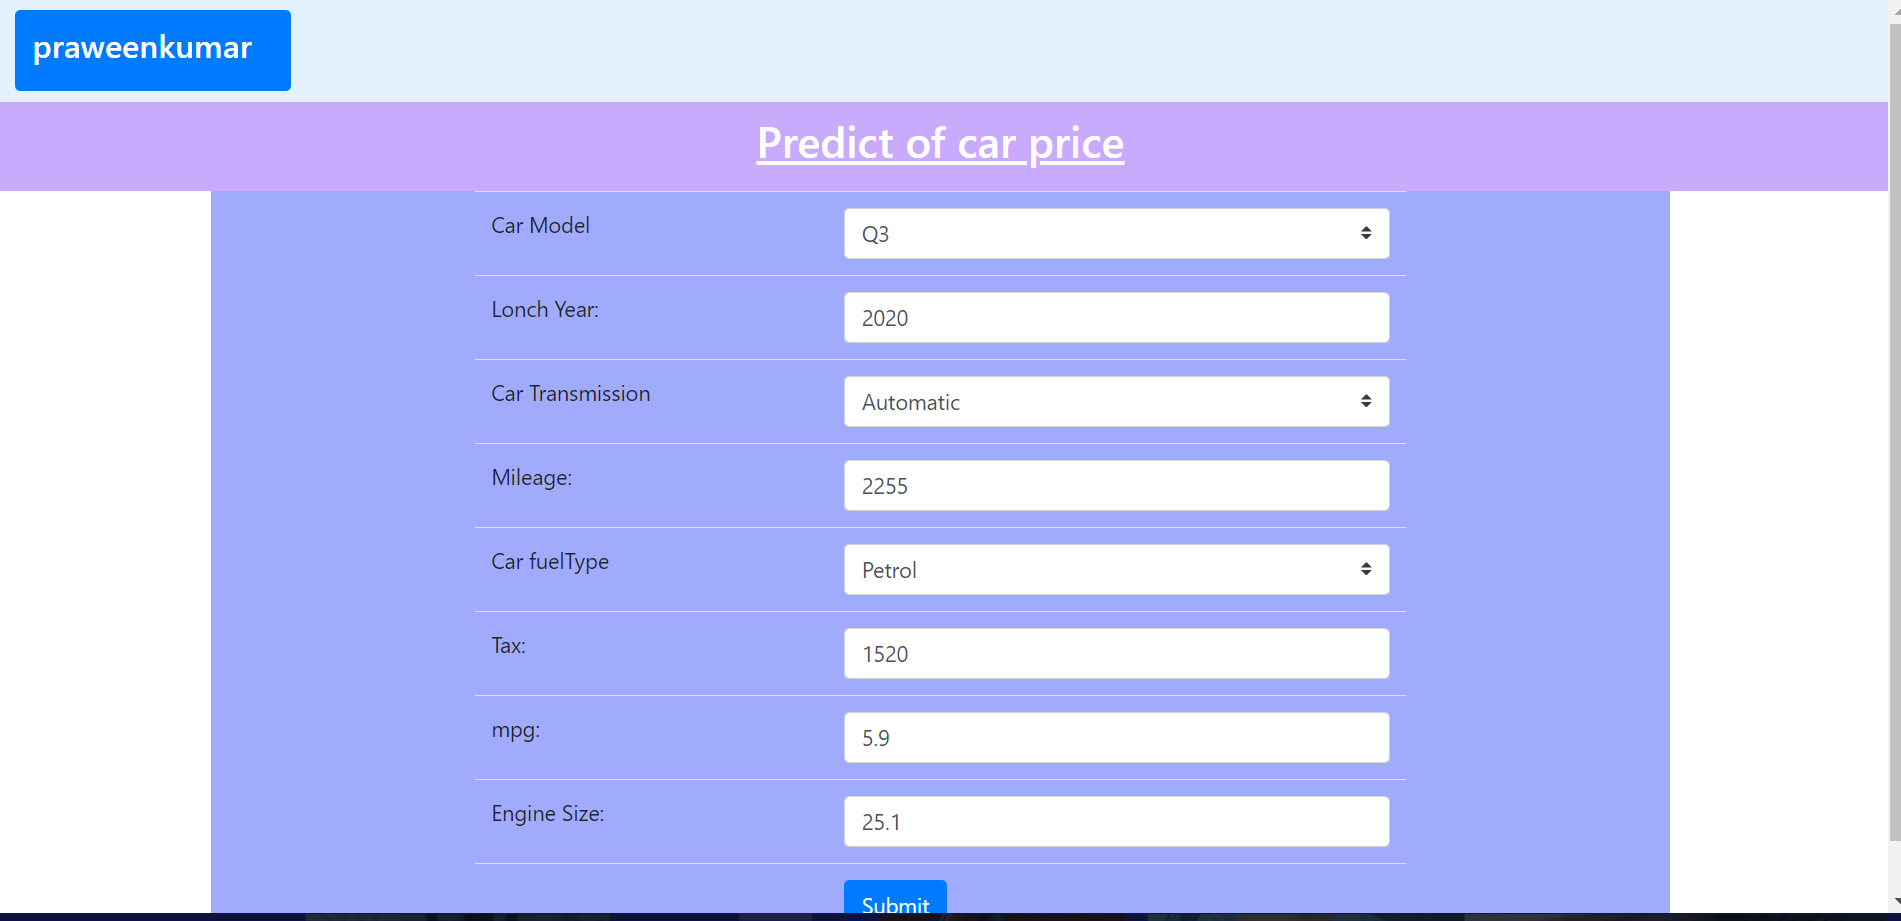 praweenkumar
Predict of car price
Car Model Q3
Lonch Year: 2020
Car Transmission Automatic
Mileage: 2255
Car fuelType Petrol
Tax: 1520
mpg: 5.9
Engine Size: 25.1
Submit